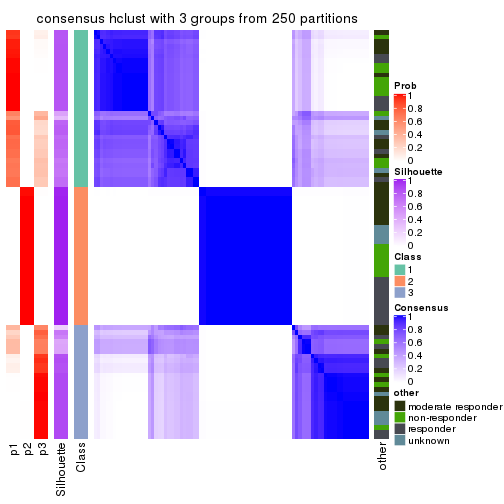 consensus hclust with 3 groups from 250 partitions
Prob
1
0.8
0.6
0.4
0.2
0
Silhouette
1
0.8
0.6
0.4
0.2
0
Class
1
2
3
Consensus
1
0.8
0.6
0.4
0.2
0
other
moderate responder
non-responder
responder
unknown
p1
p2
p3
Silhouette
Class
other